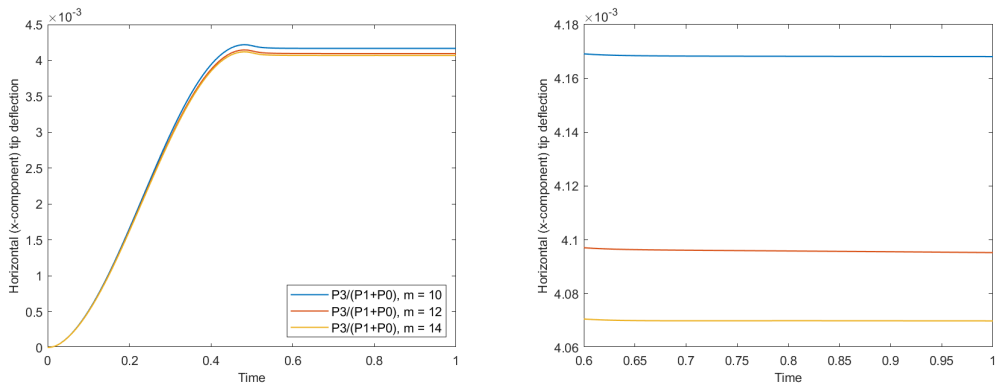 ×10⁻³
4.5
4
3.5
3
2.5
2
1.5
1
0.5
0
Horizontal (x-component) tip deflection
P3/(P1+P0), m = 10
P3/(P1+P0), m = 12
P3/(P1+P0), m = 14
0 0.2 0.4 0.6 0.8 1
Time
×10⁻³
4.18
4.16
4.14
4.12
4.1
4.08
4.06
Horizontal (x-component) tip deflection
0.6 0.65 0.7 0.75 0.8 0.85 0.9 0.95 1
Time